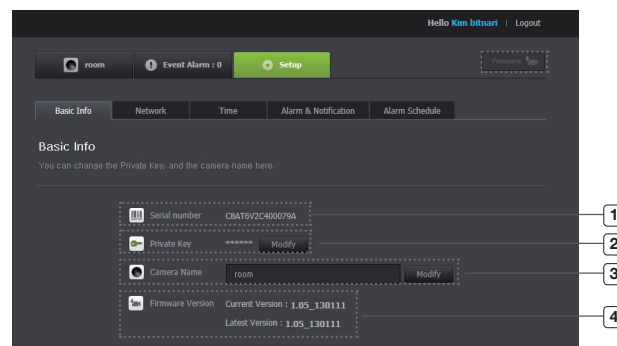 Hello Kim bitnari | Logout
room Event Alarm : 0 Setup Firmware
Basic Info Network Time Alarm & Notification Alarm Schedule
Basic Info
You can change the Private Key, and the camera name here.
Serial number C8AT6V2C400079A 1
Private Key ****** Modify 2
Camera Name room Modify 3
Firmware Version Current Version : 1.05_130111
Latest Version : 1.05_130111 4